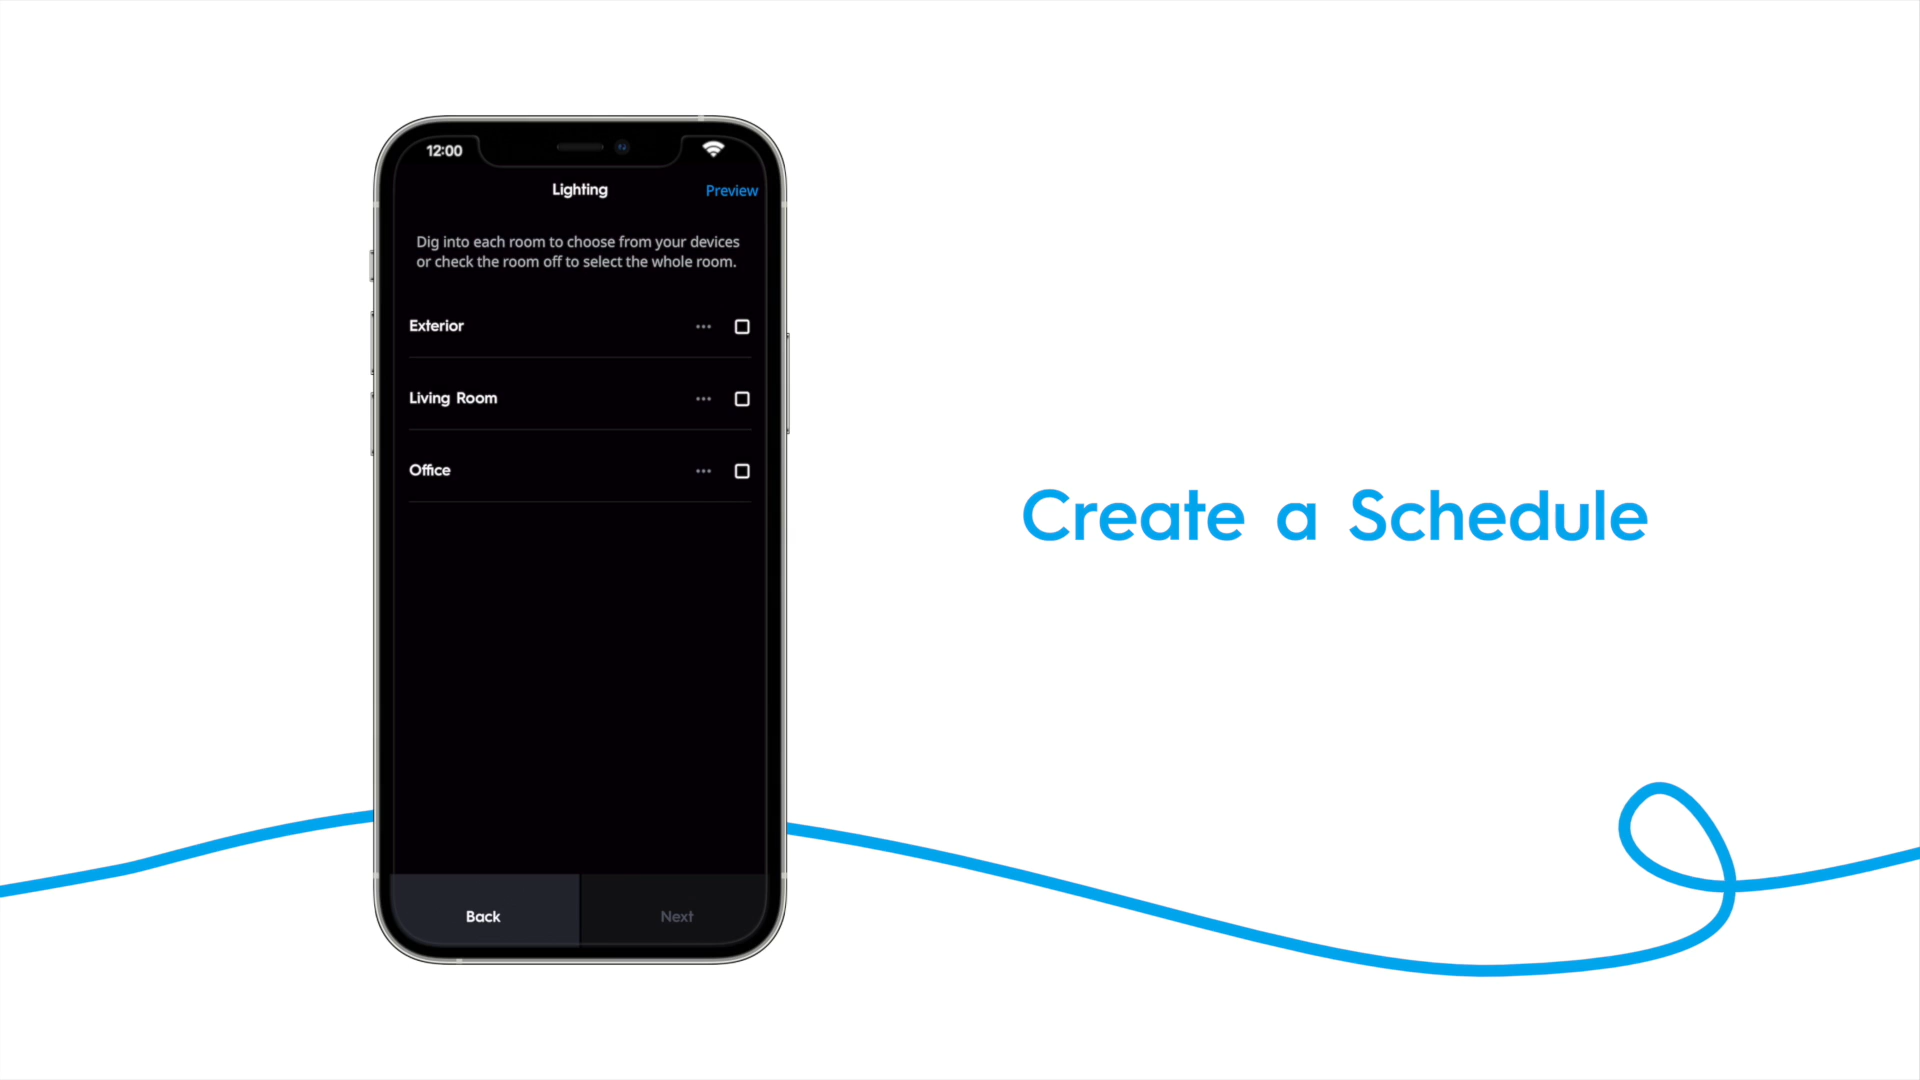 12:00
Lighting
Preview
Dig into each room to choose from your devices
or check the room off to select the whole room.
Exterior
Living Room
Office
Back
Next
Create a Schedule